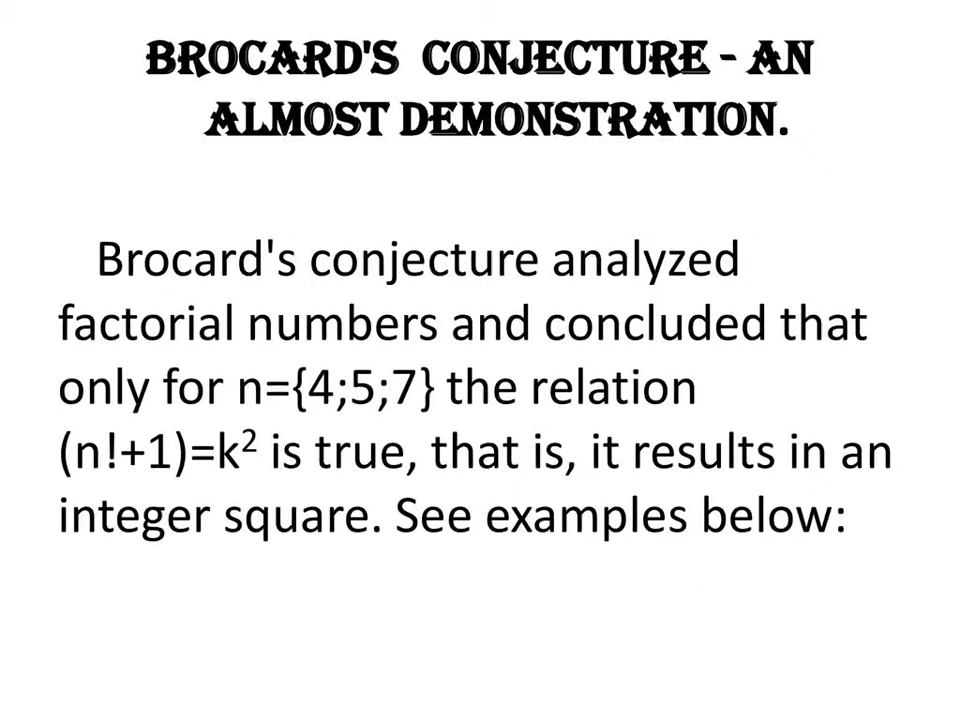 BROCARD'S CONJECTURE - AN
ALMOST DEMONSTRATION.
Brocard's conjecture analyzed
factorial numbers and concluded that
only for n={4;5;7} the relation
(n!+1)=k² is true, that is, it results in an
integer square. See examples below: